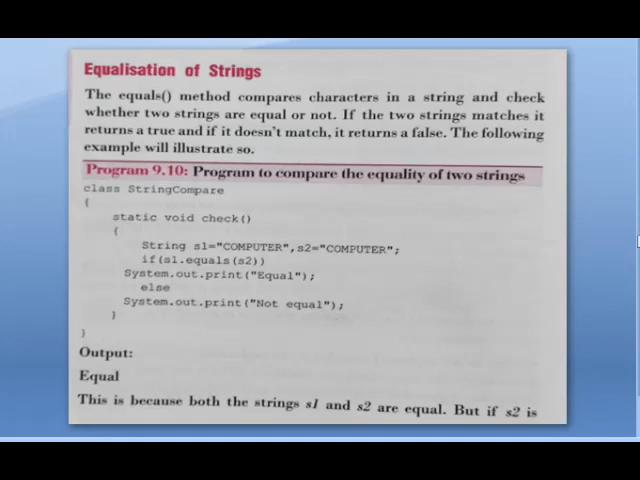 Equalisation of Strings
The equals() method compares characters in a string and check
whether two strings are equal or not. If the two strings matches it
returns a true and if it doesn't match, it returns a false. The following
example will illustrate so.
Program 9.10: Program to compare the equality of two strings
class StringCompare
{
static void check()
{
String s1="COMPUTER",s2="COMPUTER";
if(s1.equals(s2))
System.out.print("Equal");
else
System.out.print("Not equal");
}
}
Output:
Equal
This is because both the strings s1 and s2 are equal. But if s2 is